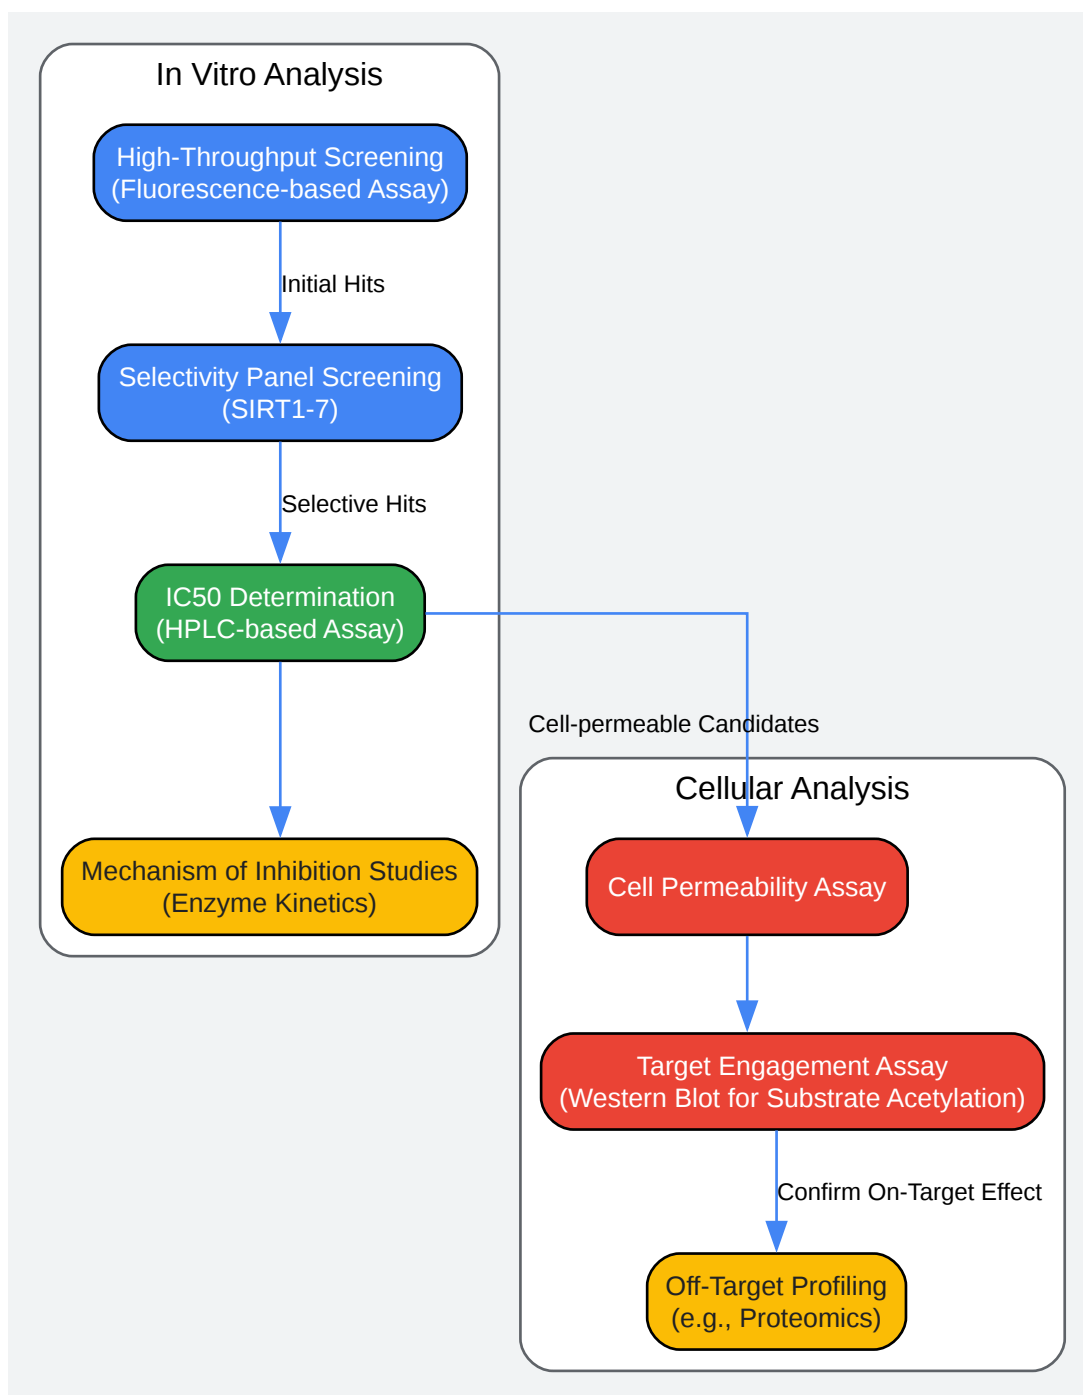 In Vitro Analysis
High-Throughput Screening
(Fluorescence-based Assay)
Initial Hits
Selectivity Panel Screening
(SIRT1-7)
Selective Hits
IC50 Determination
(HPLC-based Assay)
Mechanism of Inhibition Studies
(Enzyme Kinetics)
Cell-permeable Candidates
Cellular Analysis
Cell Permeability Assay
Target Engagement Assay
(Western Blot for Substrate Acetylation)
Confirm On-Target Effect
Off-Target Profiling
(e.g., Proteomics)